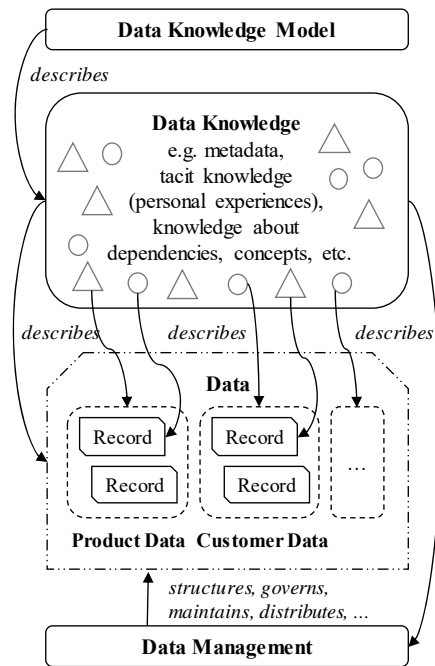 Data Knowledge Model
describes
Data Knowledge
e.g. metadata,
tacit knowledge
(personal experiences),
knowledge about
dependencies, concepts, etc.
describes
describes
describes
Data
Record
Record
Record
Record
...
Product Data
Customer Data
structures, governs,
maintains, distributes, ...
Data Management